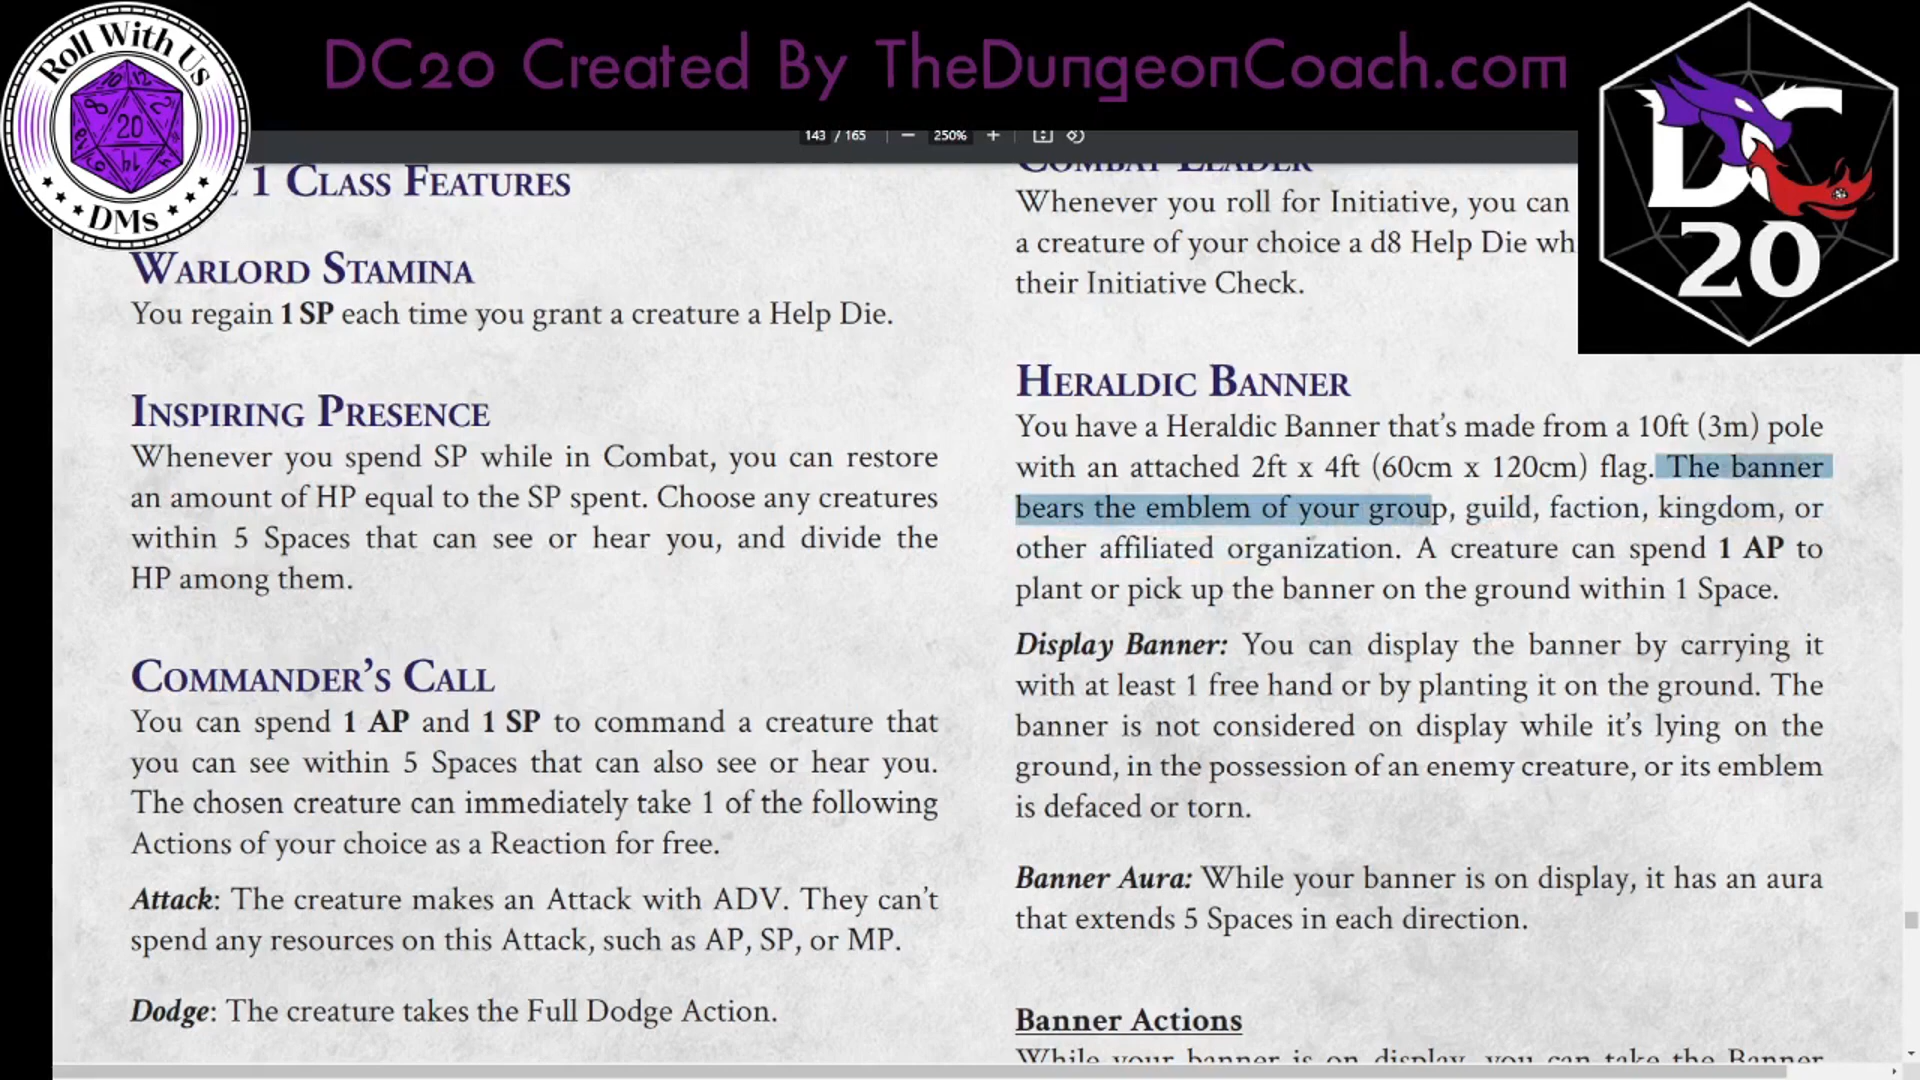 Roll With Us
DMs
20
DC20 Created By TheDungeonCoach.com
DC
20
143 / 165
250%
1 CLASS FEATURES
WARLORD STAMINA
You regain 1 SP each time you grant a creature a Help Die.
INSPIRING PRESENCE
Whenever you spend SP while in Combat, you can restore
an amount of HP equal to the SP spent. Choose any creatures
within 5 Spaces that can see or hear you, and divide the
HP among them.
COMMANDER'S CALL
You can spend 1 AP and 1 SP to command a creature that
you can see within 5 Spaces that can also see or hear you.
The chosen creature can immediately take 1 of the following
Actions of your choice as a Reaction for free.
Attack: The creature makes an Attack with ADV. They can't
spend any resources on this Attack, such as AP, SP, or MP.
Dodge: The creature takes the Full Dodge Action.
COMBAT LEADER
Whenever you roll for Initiative, you can
a creature of your choice a d8 Help Die wh
their Initiative Check.
HERALDIC BANNER
You have a Heraldic Banner that's made from a 10ft (3m) pole
with an attached 2ft x 4ft (60cm x 120cm) flag. The banner
bears the emblem of your group, guild, faction, kingdom, or
other affiliated organization. A creature can spend 1 AP to
plant or pick up the banner on the ground within 1 Space.
Display Banner: You can display the banner by carrying it
with at least 1 free hand or by planting it on the ground. The
banner is not considered on display while it's lying on the
ground, in the possession of an enemy creature, or its emblem
is defaced or torn.
Banner Aura: While your banner is on display, it has an aura
that extends 5 Spaces in each direction.
Banner Actions
While your banner is on display, you can take the Banner